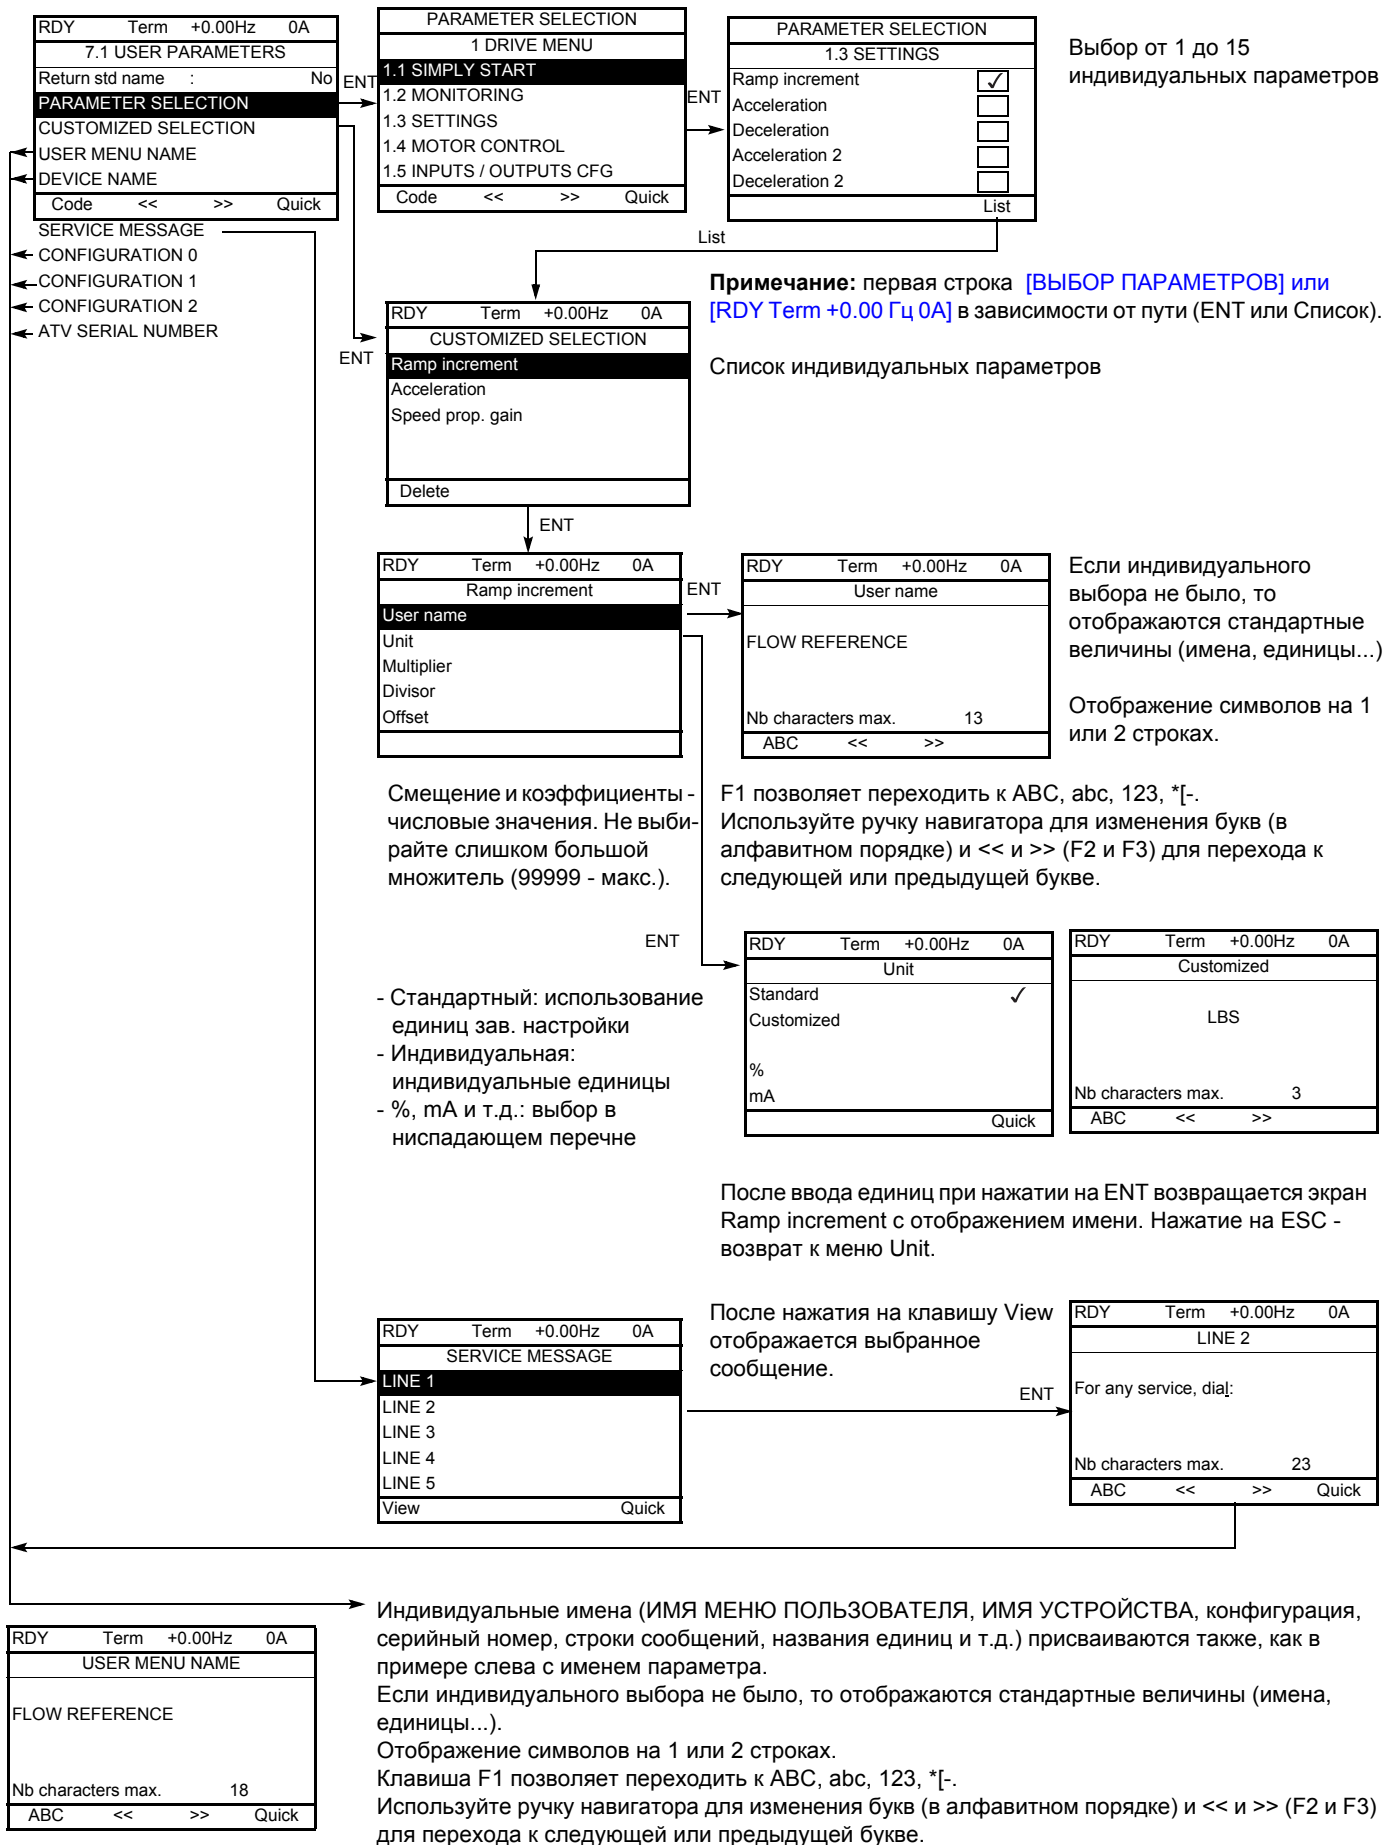 RDY Term +0.00Hz 0A
7.1 USER PARAMETERS
Return std name : No
PARAMETER SELECTION
CUSTOMIZED SELECTION
USER MENU NAME
DEVICE NAME
Code << >> Quick
SERVICE MESSAGE
CONFIGURATION 0
CONFIGURATION 1
CONFIGURATION 2
ATV SERIAL NUMBER
ENT
PARAMETER SELECTION
1 DRIVE MENU
1.1 SIMPLY START
1.2 MONITORING
1.3 SETTINGS
1.4 MOTOR CONTROL
1.5 INPUTS / OUTPUTS CFG
Code << >> Quick
ENT
PARAMETER SELECTION
1.3 SETTINGS
Ramp increment ✓
Acceleration
Deceleration
Acceleration 2
Deceleration 2
List
Выбор от 1 до 15
индивидуальных параметров
List
Примечание: первая строка [ВЫБОР ПАРАМЕТРОВ] или
[RDY Term +0.00 Гц 0A] в зависимости от пути (ENT или Список).
ENT
RDY Term +0.00Hz 0A
CUSTOMIZED SELECTION
Ramp increment
Acceleration
Speed prop. gain
Delete
Список индивидуальных параметров
ENT
RDY Term +0.00Hz 0A
Ramp increment
User name
Unit
Multiplier
Divisor
Offset
ENT
RDY Term +0.00Hz 0A
User name
FLOW REFERENCE
Nb characters max. 13
ABC << >>
Если индивидуального
выбора не было, то
отображаются стандартные
величины (имена, единицы...)
Отображение символов на 1
или 2 строках.
Смещение и коэффициенты -
числовые значения. Не выби-
райте слишком большой
множитель (99999 - макс.).
F1 позволяет переходить к ABC, abc, 123, *[-.
Используйте ручку навигатора для изменения букв (в
алфавитном порядке) и << и >> (F2 и F3) для перехода к
следующей или предыдущей букве.
ENT
- Стандартный: использование
единиц зав. настройки
- Индивидуальная:
индивидуальные единицы
- %, mA и т.д.: выбор в
ниспадающем перечне
RDY Term +0.00Hz 0A
Unit
Standard ✓
Customized
%
mA
Quick
RDY Term +0.00Hz 0A
Customized
LBS
Nb characters max. 3
ABC << >>
После ввода единиц при нажатии на ENT возвращается экран
Ramp increment с отображением имени. Нажатие на ESC -
возврат к меню Unit.
RDY Term +0.00Hz 0A
SERVICE MESSAGE
LINE 1
LINE 2
LINE 3
LINE 4
LINE 5
View Quick
После нажатия на клавишу View
отображается выбранное
сообщение.
ENT
RDY Term +0.00Hz 0A
LINE 2
For any service, dial:
Nb characters max. 23
ABC << >> Quick
RDY Term +0.00Hz 0A
USER MENU NAME
FLOW REFERENCE
Nb characters max. 18
ABC << >> Quick
Индивидуальные имена (ИМЯ МЕНЮ ПОЛЬЗОВАТЕЛЯ, ИМЯ УСТРОЙСТВА, конфигурация,
серийный номер, строки сообщений, названия единиц и т.д.) присваиваются также, как в
примере слева с именем параметра.
Если индивидуального выбора не было, то отображаются стандартные величины (имена,
единицы...).
Отображение символов на 1 или 2 строках.
Клавиша F1 позволяет переходить к ABC, abc, 123, *[-.
Используйте ручку навигатора для изменения букв (в алфавитном порядке) и << и >> (F2 и F3)
для перехода к следующей или предыдущей букве.